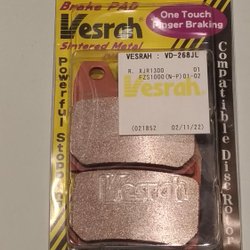 Brake PAD
Vesrah
Sintered Metal
One Touch
Finger Braking
VESRAH : VD-268JL
R. XJR1300 01
FZS1000(N-P)01-02
Vesrah
(021852 02/11/22)
Powerful Stopping
Compatible Disc Rotor
Vesrah